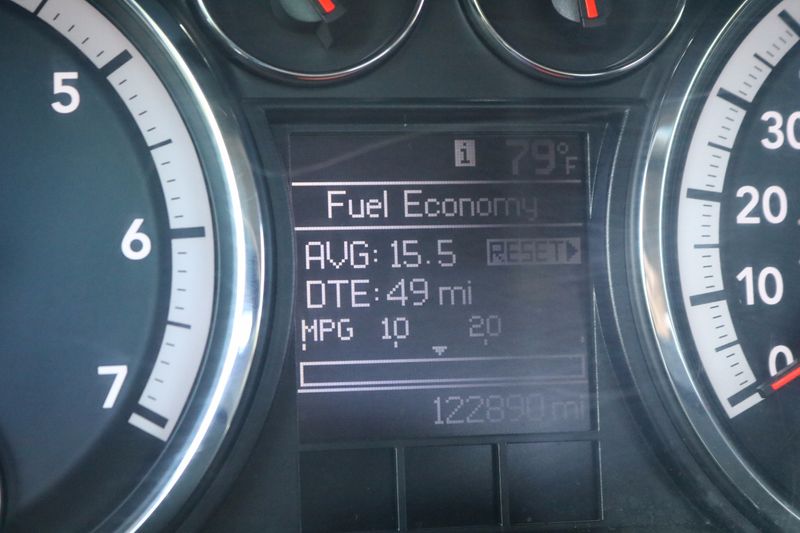 5
6
7
i 79°F
Fuel Economy
AVG: 15.5 RESET
DTE: 49 mi
MPG 10 20
122890 mi
30
20
10
0